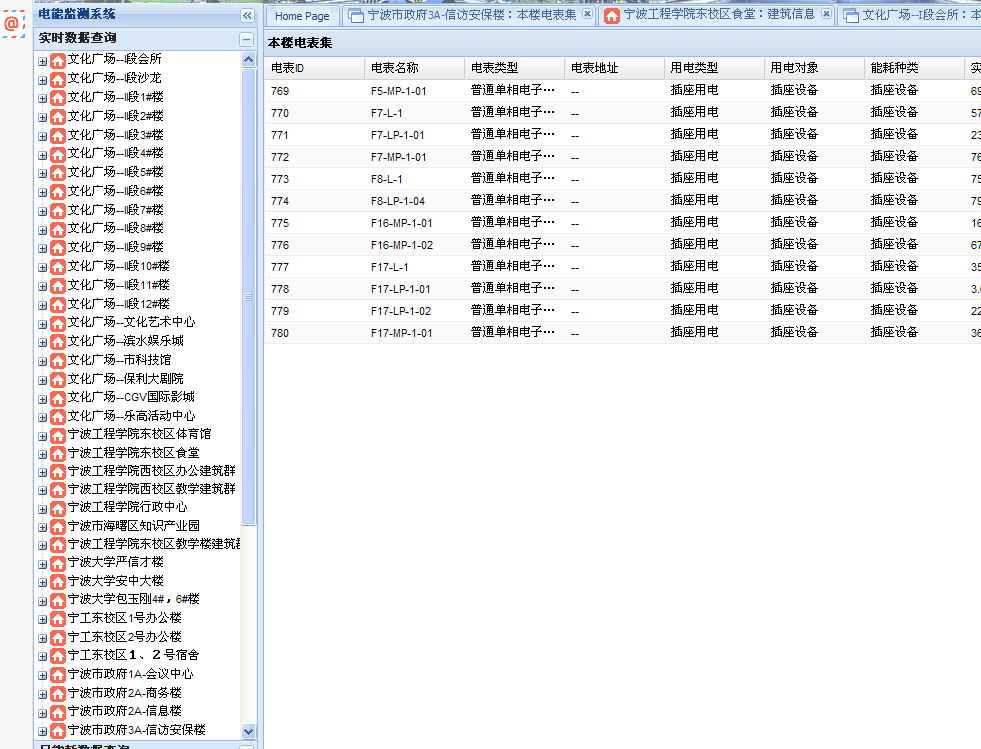 @
电能监测系统
实时数据查询
文化广场--I段会所
文化广场--I段沙龙
文化广场--II段1#楼
文化广场--II段2#楼
文化广场--II段3#楼
文化广场--II段4#楼
文化广场--II段5#楼
文化广场--II段6#楼
文化广场--II段7#楼
文化广场--II段8#楼
文化广场--II段9#楼
文化广场--II段10#楼
文化广场--II段11#楼
文化广场--II段12#楼
文化广场--文化艺术中心
文化广场--滨水娱乐城
文化广场--市科技馆
文化广场--保利大剧院
文化广场--CGV国际影城
文化广场--乐高活动中心
宁波工程学院东校区体育馆
宁波工程学院东校区食堂
宁波工程学院西校区办公建筑群
宁波工程学院西校区教学建筑群
宁波工程学院行政中心
宁波市海曙区知识产业园
宁波工程学院东校区教学楼建筑群
宁波大学严信才楼
宁波大学安中大楼
宁波大学包玉刚4#，6#楼
宁工东校区1号办公楼
宁工东校区2号办公楼
宁工东校区１、２号宿舍
宁波市政府1A-会议中心
宁波市政府2A-商务楼
宁波市政府2A-信息楼
宁波市政府3A-信访安保楼
Home Page 宁波市政府3A-信访安保楼：本楼电表集 宁波工程学院东校区食堂：建筑信息 文化广场--I段会所：本
本楼电表集
电表ID 电表名称 电表类型 电表地址 用电类型 用电对象 能耗种类 实
769 F5-MP-1-01 普通单相电子… -- 插座用电 插座设备 插座设备 69
770 F7-L-1 普通单相电子… -- 插座用电 插座设备 插座设备 57
771 F7-LP-1-01 普通单相电子… -- 插座用电 插座设备 插座设备 23
772 F7-MP-1-01 普通单相电子… -- 插座用电 插座设备 插座设备 76
773 F8-L-1 普通单相电子… -- 插座用电 插座设备 插座设备 75
774 F8-LP-1-04 普通单相电子… -- 插座用电 插座设备 插座设备 79
775 F16-MP-1-01 普通单相电子… -- 插座用电 插座设备 插座设备 16
776 F16-MP-1-02 普通单相电子… -- 插座用电 插座设备 插座设备 67
777 F17-L-1 普通单相电子… -- 插座用电 插座设备 插座设备 35
778 F17-LP-1-01 普通单相电子… -- 插座用电 插座设备 插座设备 3.
779 F17-LP-1-02 普通单相电子… -- 插座用电 插座设备 插座设备 22
780 F17-MP-1-01 普通单相电子… -- 插座用电 插座设备 插座设备 36